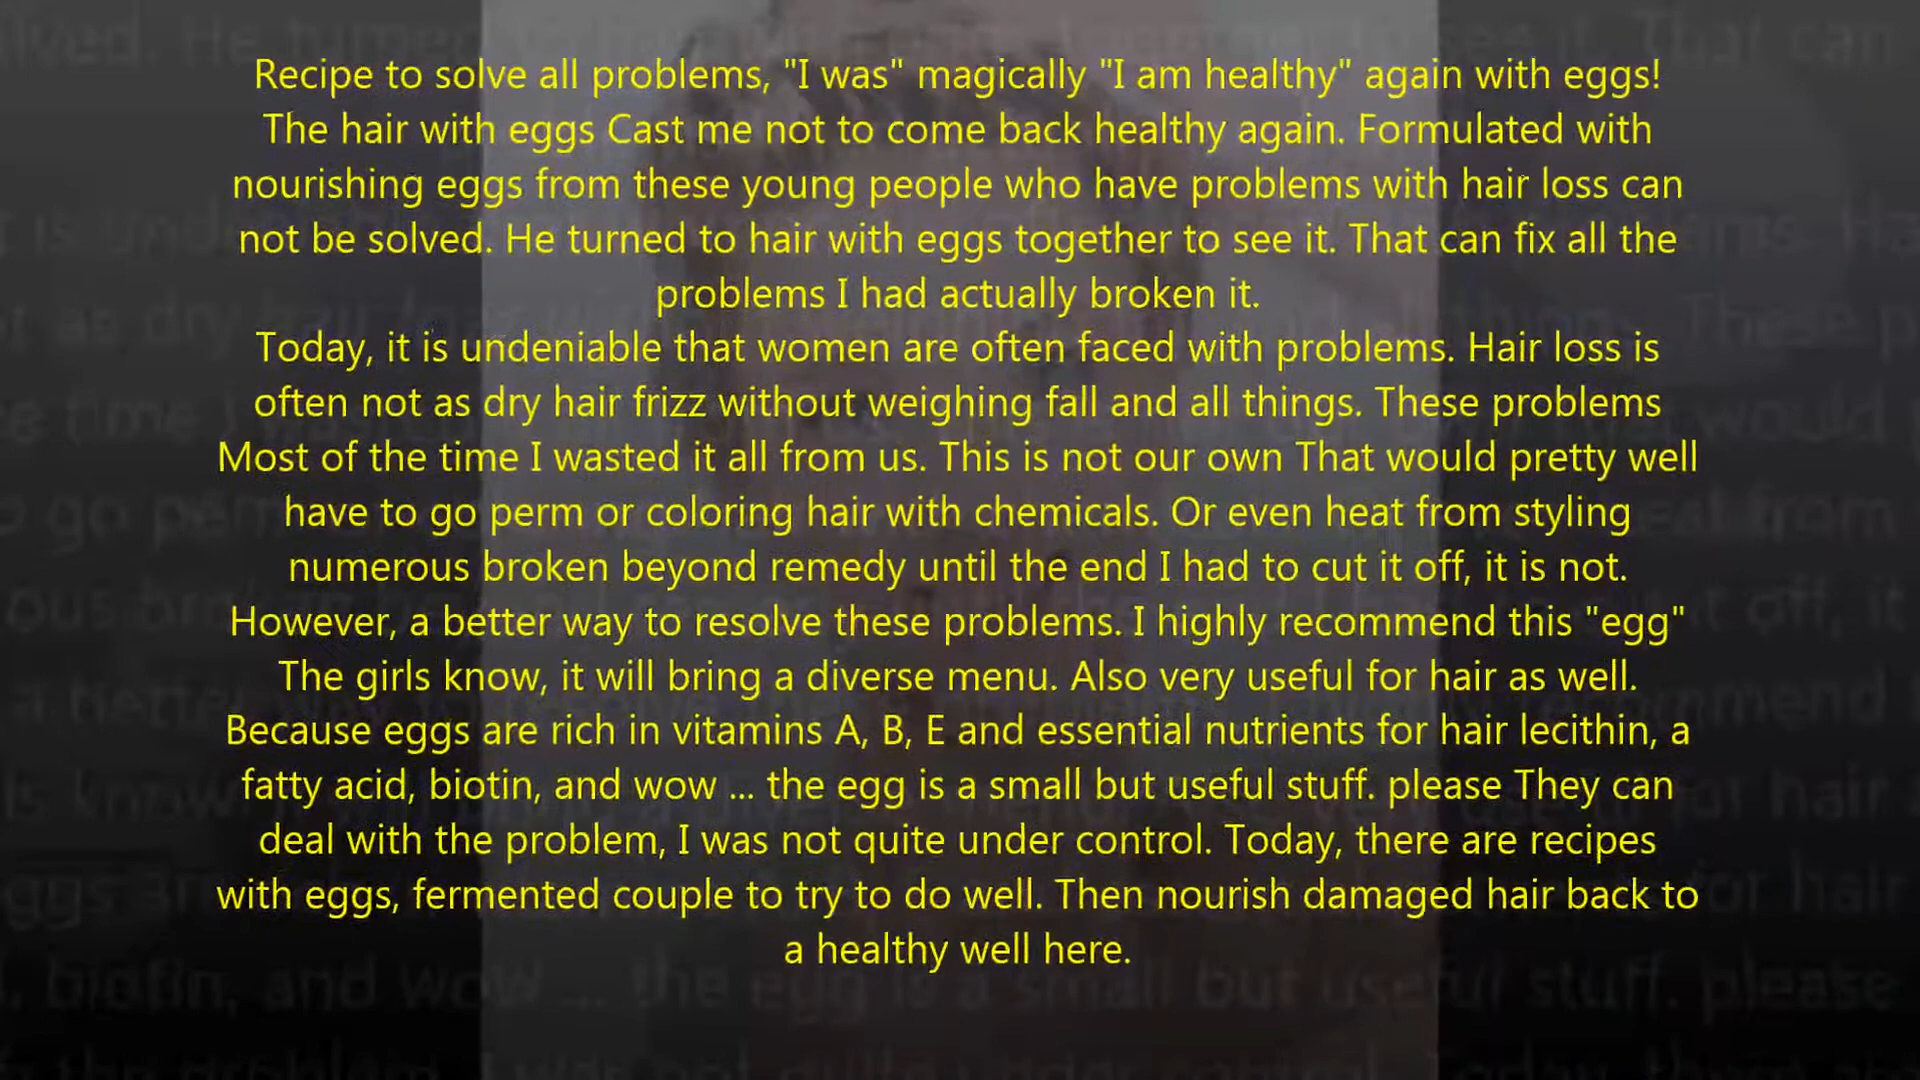 Recipe to solve all problems, "I was" magically "I am healthy" again with eggs!
The hair with eggs Cast me not to come back healthy again. Formulated with
nourishing eggs from these young people who have problems with hair loss can
not be solved. He turned to hair with eggs together to see it. That can fix all the
problems I had actually broken it.
Today, it is undeniable that women are often faced with problems. Hair loss is
often not as dry hair frizz without weighing fall and all things. These problems
Most of the time I wasted it all from us. This is not our own That would pretty well
have to go perm or coloring hair with chemicals. Or even heat from styling
numerous broken beyond remedy until the end I had to cut it off, it is not.
However, a better way to resolve these problems. I highly recommend this "egg"
The girls know, it will bring a diverse menu. Also very useful for hair as well.
Because eggs are rich in vitamins A, B, E and essential nutrients for hair lecithin, a
fatty acid, biotin, and wow ... the egg is a small but useful stuff. please They can
deal with the problem, I was not quite under control. Today, there are recipes
with eggs, fermented couple to try to do well. Then nourish damaged hair back to
a healthy well here.